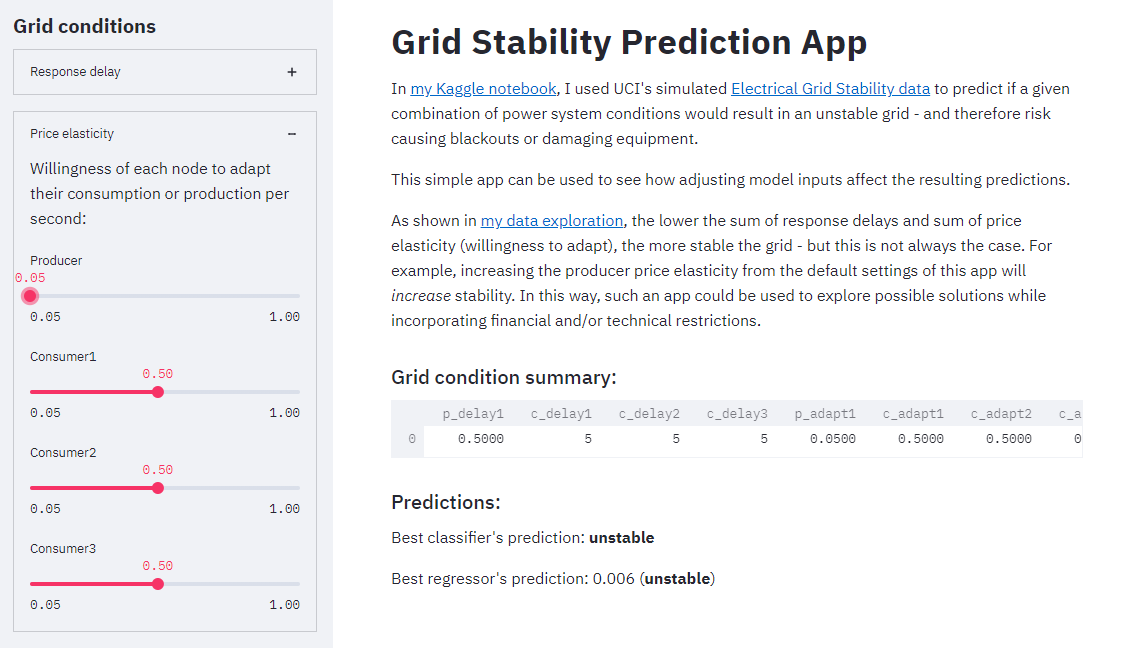 Grid conditions
Response delay
Price elasticity
Willingness of each node to adapt
their consumption or production per
second:
Producer
0.05
0.05 1.00
Consumer1
0.50
0.05 1.00
Consumer2
0.50
0.05 1.00
Consumer3
0.50
0.05 1.00
Grid Stability Prediction App
In my Kaggle notebook, I used UCI's simulated Electrical Grid Stability data to predict if a given
combination of power system conditions would result in an unstable grid - and therefore risk
causing blackouts or damaging equipment.
This simple app can be used to see how adjusting model inputs affect the resulting predictions.
As shown in my data exploration, the lower the sum of response delays and sum of price
elasticity (willingness to adapt), the more stable the grid - but this is not always the case. For
example, increasing the producer price elasticity from the default settings of this app will
increase stability. In this way, such an app could be used to explore possible solutions while
incorporating financial and/or technical restrictions.
Grid condition summary:
p_delay1 c_delay1 c_delay2 c_delay3 p_adapt1 c_adapt1 c_adapt2 c_a
0 0.5000 5 5 5 0.0500 0.5000 0.5000 0
Predictions:
Best classifier's prediction: unstable
Best regressor's prediction: 0.006 (unstable)